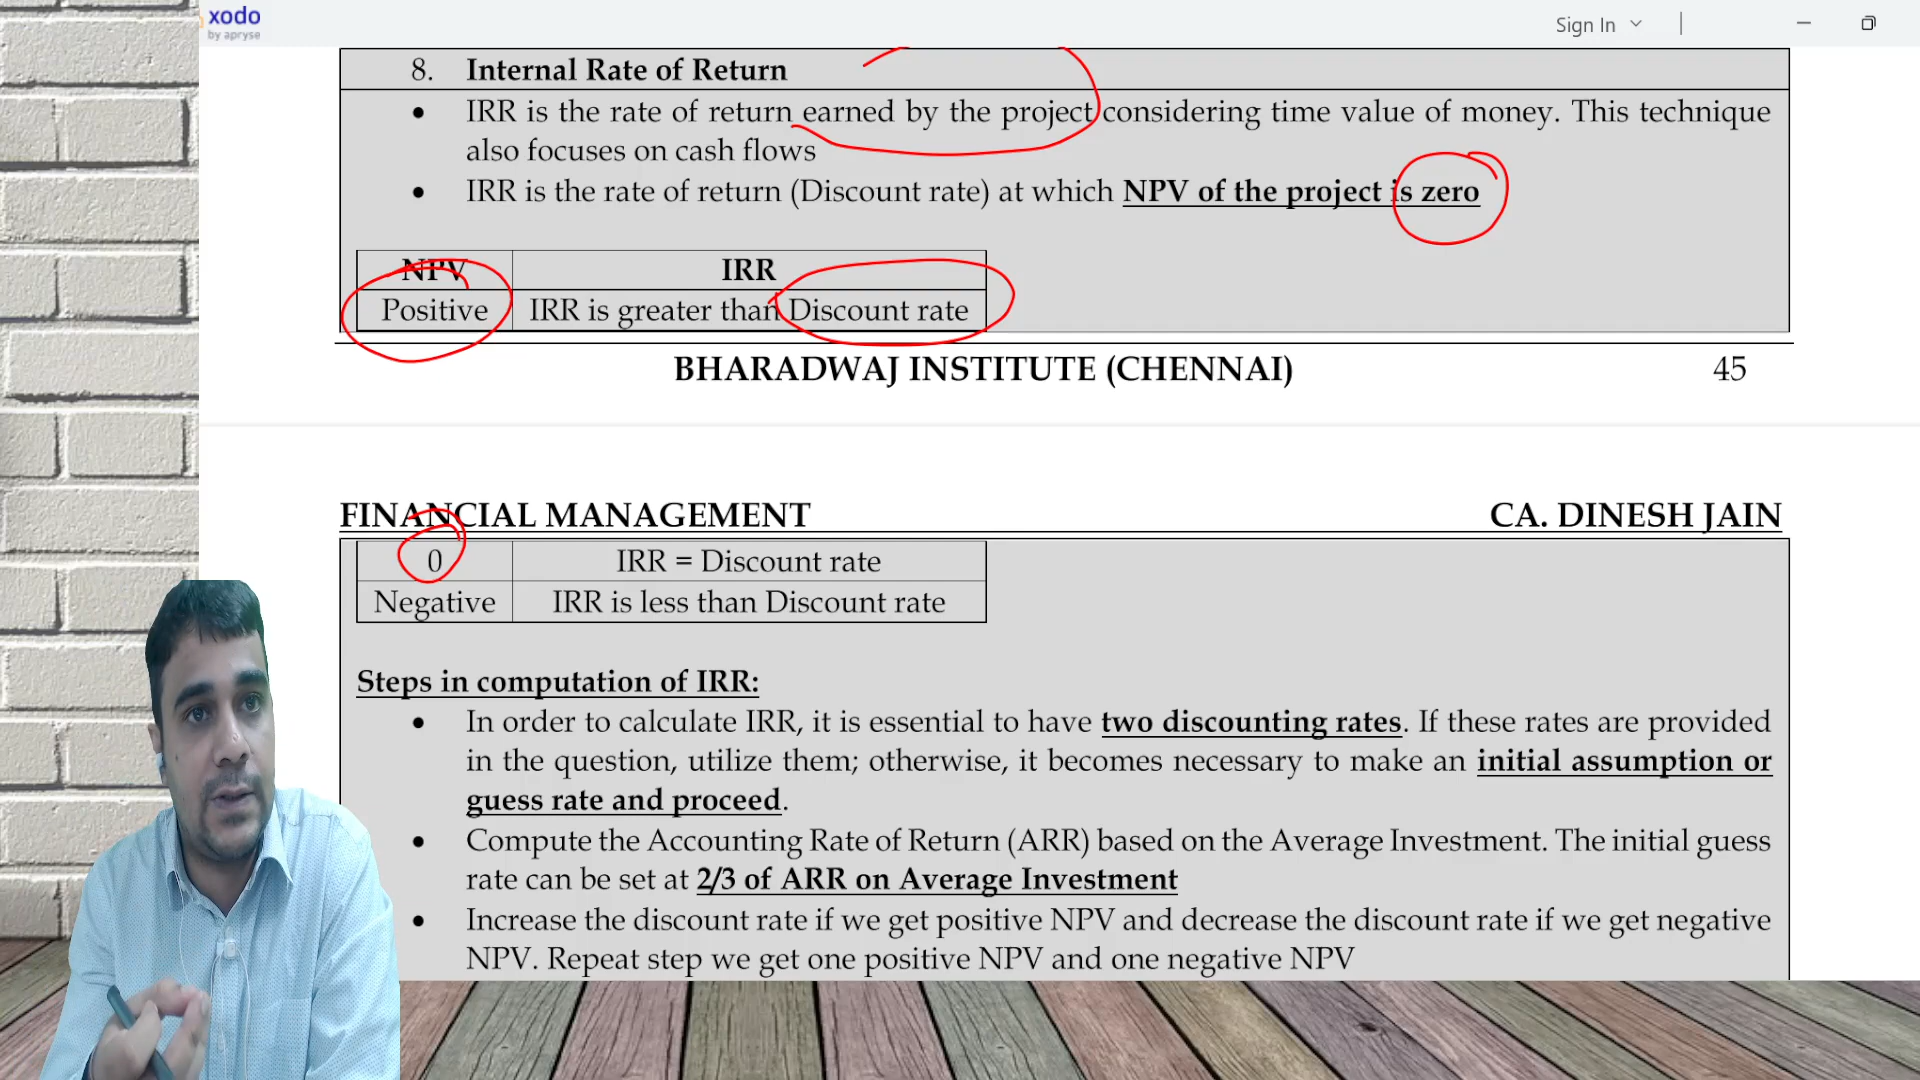 xodo
by apryse
Sign In
8. Internal Rate of Return
• IRR is the rate of return earned by the project considering time value of money. This technique
also focuses on cash flows
• IRR is the rate of return (Discount rate) at which NPV of the project is zero
NPV IRR
Positive IRR is greater than Discount rate
BHARADWAJ INSTITUTE (CHENNAI) 45
FINANCIAL MANAGEMENT CA. DINESH JAIN
0 IRR = Discount rate
Negative IRR is less than Discount rate
Steps in computation of IRR:
• In order to calculate IRR, it is essential to have two discounting rates. If these rates are provided
in the question, utilize them; otherwise, it becomes necessary to make an initial assumption or
guess rate and proceed.
• Compute the Accounting Rate of Return (ARR) based on the Average Investment. The initial guess
rate can be set at 2/3 of ARR on Average Investment
• Increase the discount rate if we get positive NPV and decrease the discount rate if we get negative
NPV. Repeat step we get one positive NPV and one negative NPV